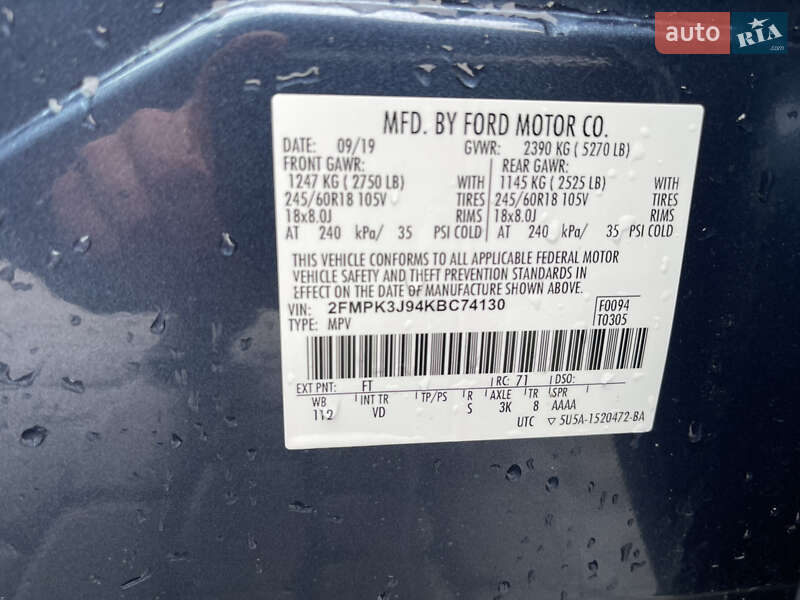 auto RIA.com
MFD. BY FORD MOTOR CO.
DATE: 09/19 GVWR: 2390 KG ( 5270 LB)
FRONT GAWR: REAR GAWR:
1247 KG ( 2750 LB) WITH 1145 KG ( 2525 LB) WITH
245/60R18 105V TIRES 245/60R18 105V TIRES
18x8.0J RIMS 18x8.0J RIMS
AT 240 kPa/ 35 PSI COLD AT 240 kPa/ 35 PSI COLD
THIS VEHICLE CONFORMS TO ALL APPLICABLE FEDERAL MOTOR
VEHICLE SAFETY AND THEFT PREVENTION STANDARDS IN
EFFECT ON THE DATE OF MANUFACTURE SHOWN ABOVE.
VIN: 2FMPK3J94KBC74130 F0094
TYPE: MPV T0305
EXT PNT: FT RC: 71 DSO:
WB INT TR TP/PS R AXLE TR SPR
112 VD S 3K 8 AAAA
UTC ▽ 5U5A-1520472-BA